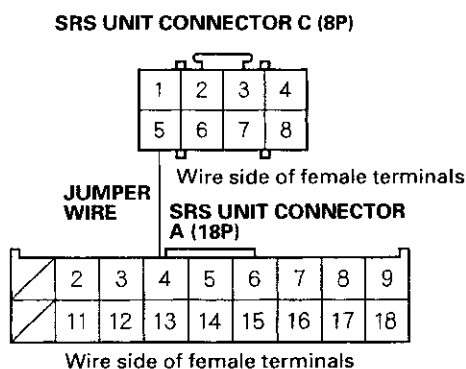 SRS UNIT CONNECTOR C (8P)
1 2 3 4
5 6 7 8
Wire side of female terminals
JUMPER
WIRE
SRS UNIT CONNECTOR
A (18P)
2 3 4 5 6 7 8 9
11 12 13 14 15 16 17 18
Wire side of female terminals